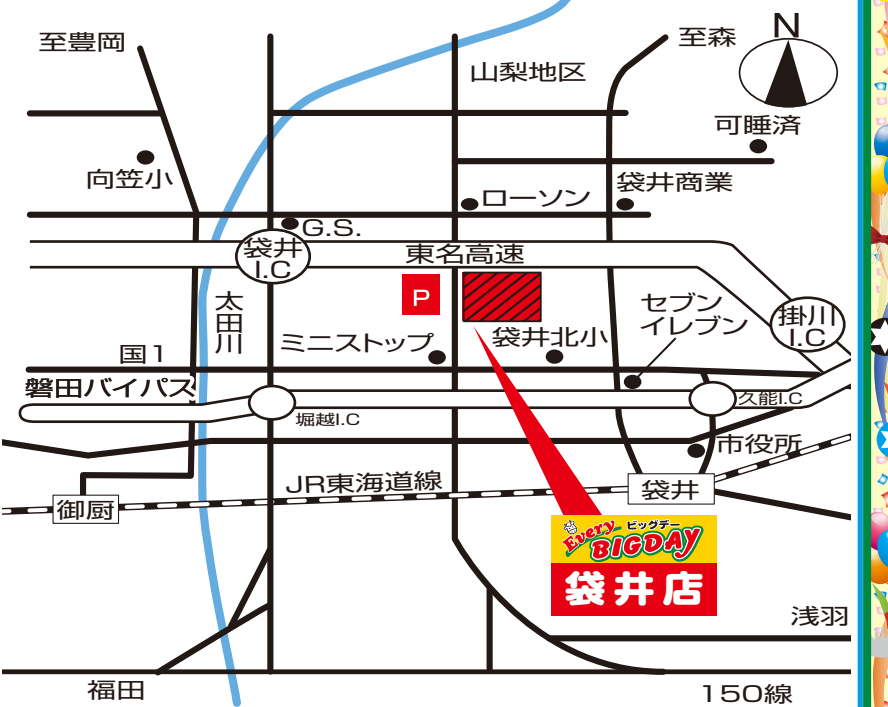 至豊岡
至森
N
山梨地区
可睡済
向笠小
袋井商業
ローソン
G.S.
袋井
I.C
東名高速
P
太田川
セブン
イレブン
掛川
I.C
ミニストップ
袋井北小
国1
磐田バイパス
久能I.C
堀越I.C
市役所
JR東海道線
袋井
御厨
Every ビッグデー
BIGDAY
袋井店
浅羽
福田
150線